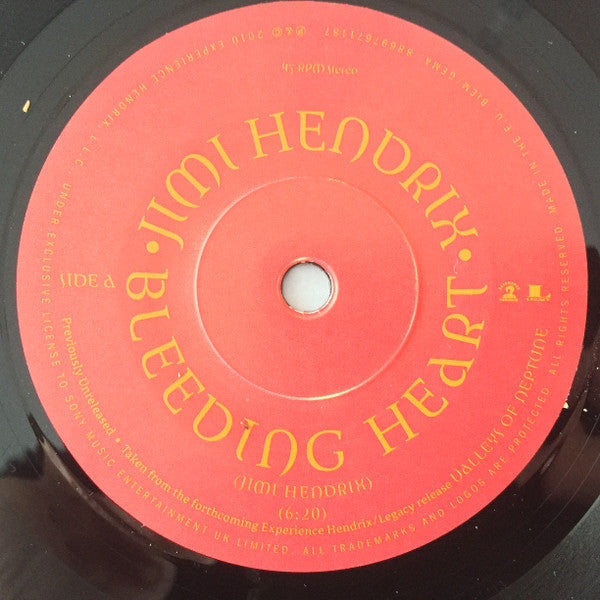 45 RPM Stereo
·JIMI HENDRIX·
BLEEDING HEART
SIDE A
(JIMI HENDRIX)
(6:20)
Previously Unreleased • Taken from the forthcoming Experience Hendrix/Legacy release VALLEYS OF NEPTUNE
℗&© 2010 EXPERIENCE HENDRIX, L.L.C., UNDER EXCLUSIVE LICENSE TO SONY MUSIC ENTERTAINMENT UK LIMITED. ALL TRADEMARKS AND LOGOS ARE PROTECTED. ALL RIGHTS RESERVED. MADE IN THE E.U. BIEM GEMA 88697671187